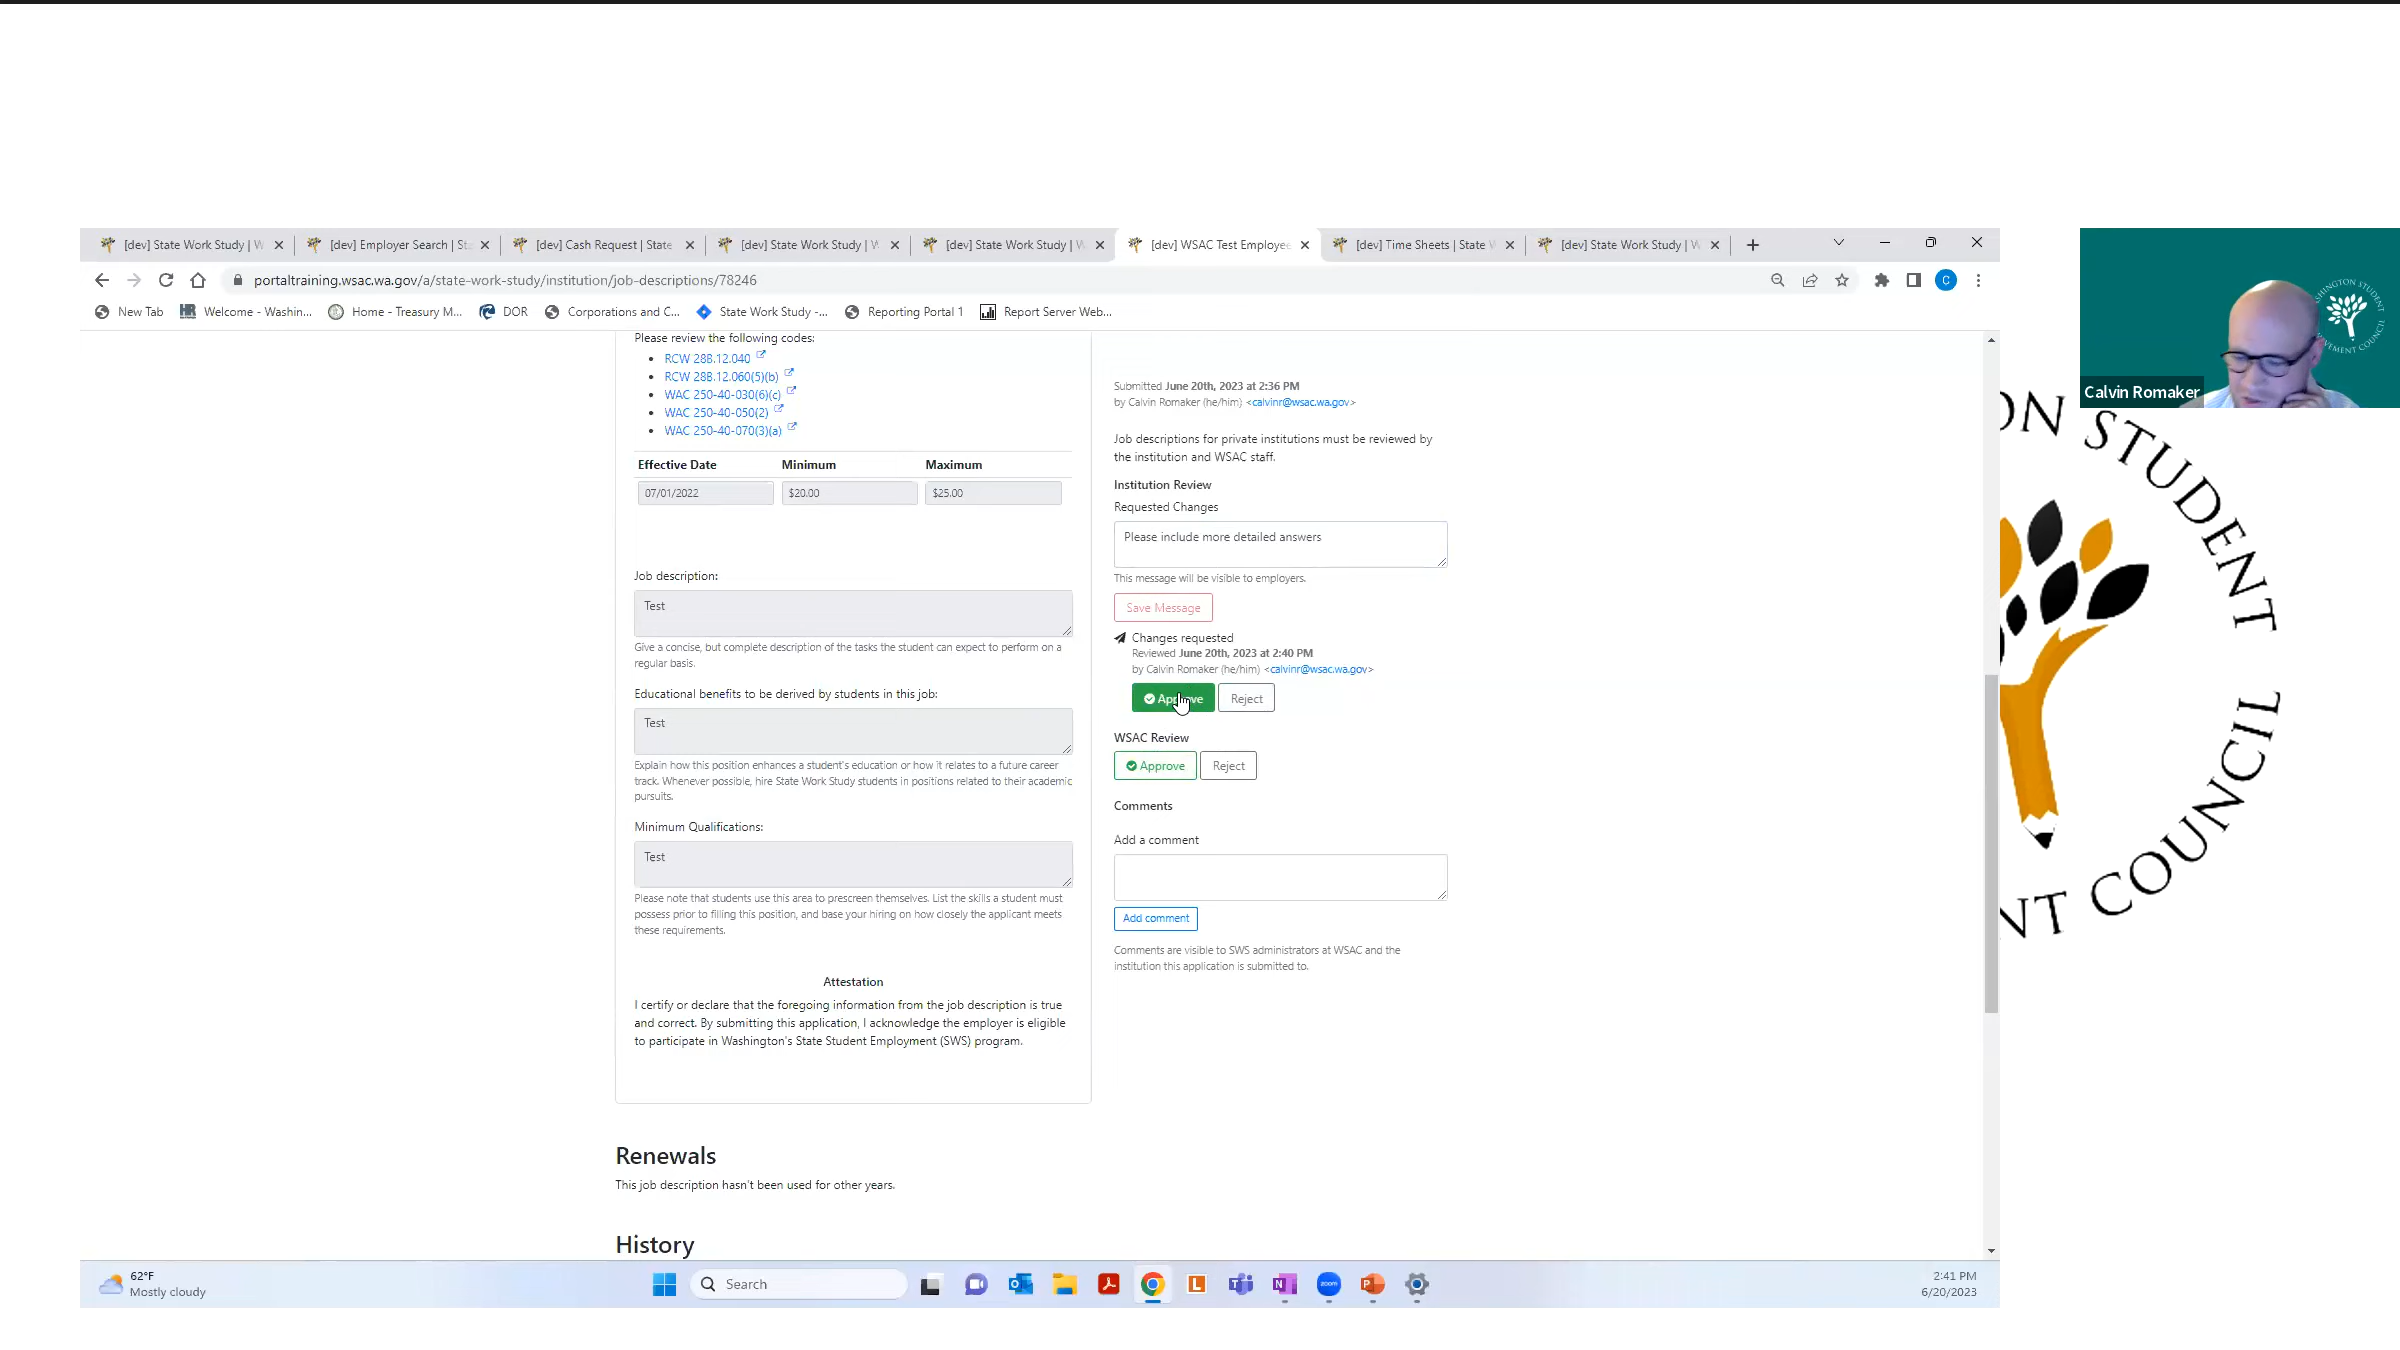 [dev] State Work Study | W
[dev] Employer Search | Sta
[dev] Cash Request | State
[dev] State Work Study | W
[dev] State Work Study | W
[dev] WSAC Test Employee
[dev] Time Sheets | State W
[dev] State Work Study | W
portaltraining.wsac.wa.gov/a/state-work-study/institution/job-descriptions/78246
C
New Tab
Welcome - Washin...
Home - Treasury M...
DOR
Corporations and C...
State Work Study -...
Reporting Portal 1
Report Server Web...
Please review the following codes:
RCW 28B.12.040
RCW 28B.12.060(5)(b)
WAC 250-40-030(6)(c)
WAC 250-40-050(2)
WAC 250-40-070(3)(a)
Effective Date Minimum Maximum
07/01/2022 $20.00 $25.00
Job description:
Test
Give a concise, but complete description of the tasks the student can expect to perform on a
regular basis.
Educational benefits to be derived by students in this job:
Test
Explain how this position enhances a student's education or how it relates to a future career
track. Whenever possible, hire State Work Study students in positions related to their academic
pursuits.
Minimum Qualifications:
Test
Please note that students use this area to prescreen themselves. List the skills a student must
possess prior to filling this position, and base your hiring on how closely the applicant meets
these requirements.
Attestation
I certify or declare that the foregoing information from the job description is true
and correct. By submitting this application, I acknowledge the employer is eligible
to participate in Washington's State Student Employment (SWS) program.
Renewals
This job description hasn't been used for other years.
History
Submitted June 20th, 2023 at 2:36 PM
by Calvin Romaker (he/him) <calvinr@wsac.wa.gov>
Job descriptions for private institutions must be reviewed by
the institution and WSAC staff.
Institution Review
Requested Changes
Please include more detailed answers
This message will be visible to employers.
Save Message
Changes requested
Reviewed June 20th, 2023 at 2:40 PM
by Calvin Romaker (he/him) <calvinr@wsac.wa.gov>
Approve Reject
WSAC Review
Approve Reject
Comments
Add a comment
Add comment
Comments are visible to SWS administrators at WSAC and the
institution this application is submitted to.
Calvin Romaker
ON STUDENT
NT COUNCIL
62°F
Mostly cloudy
Search
zoom
2:41 PM
6/20/2023